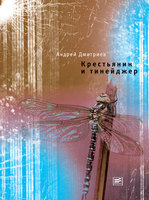 Андрей Дмитриев
Крестьянин
и тинейджер